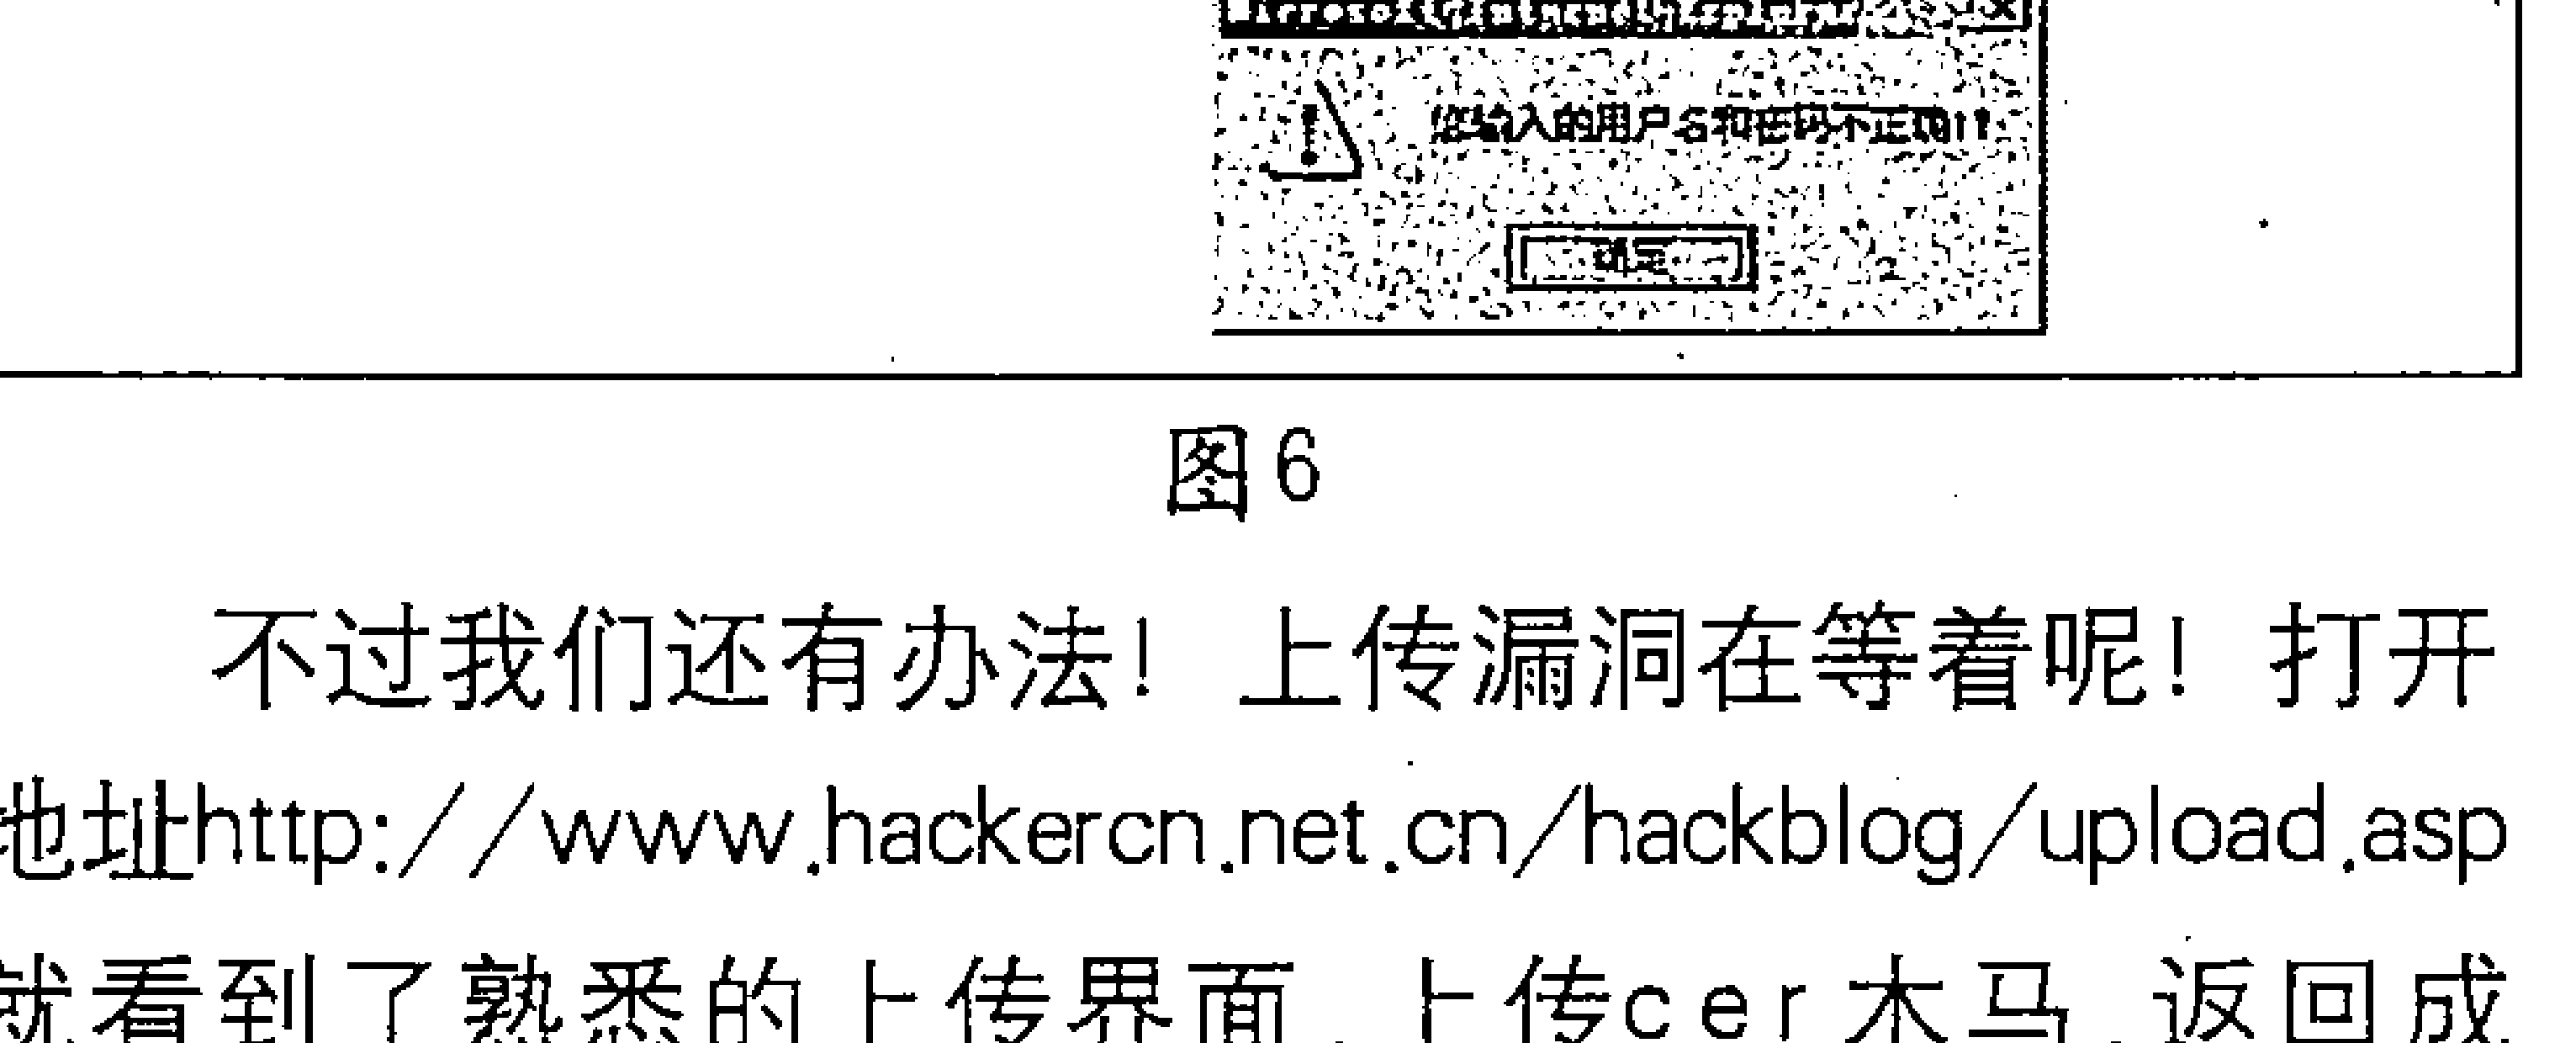 您输入的用户名和密码不正确!!
图6
不过我们还有办法! 上传漏洞在等着呢! 打开
地址http://www.hackercn.net.cn/hackblog/upload.asp
就看到了熟悉的上传界面,上传cer木马,返回成